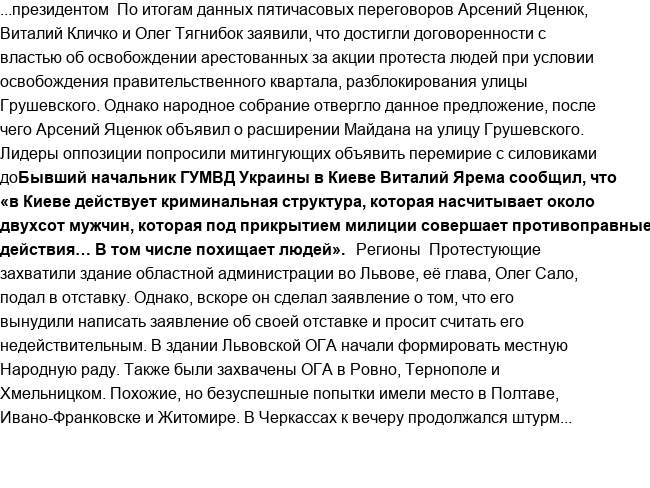 ...президентом  По итогам данных пятичасовых переговоров Арсений Яценюк,
Виталий Кличко и Олег Тягнибок заявили, что достигли договоренности с
властью об освобождении арестованных за акции протеста людей при условии
освобождения правительственного квартала, разблокирования улицы
Грушевского. Однако народное собрание отвергло данное предложение, после
чего Арсений Яценюк объявил о расширении Майдана на улицу Грушевского.
Лидеры оппозиции попросили митингующих объявить перемирие с силовиками
доБывший начальник ГУМВД Украины в Киеве Виталий Ярема сообщил, что
«в Киеве действует криминальная структура, которая насчитывает около
двухсот мужчин, которая под прикрытием милиции совершает противоправные
действия… В том числе похищает людей».  Регионы  Протестующие
захватили здание областной администрации во Львове, её глава, Олег Сало,
подал в отставку. Однако, вскоре он сделал заявление о том, что его
вынудили написать заявление об своей отставке и просит считать его
недействительным. В здании Львовской ОГА начали формировать местную
Народную раду. Также были захвачены ОГА в Ровно, Тернополе и
Хмельницком. Похожие, но безуспешные попытки имели место в Полтаве,
Ивано-Франковске и Житомире. В Черкассах к вечеру продолжался штурм...